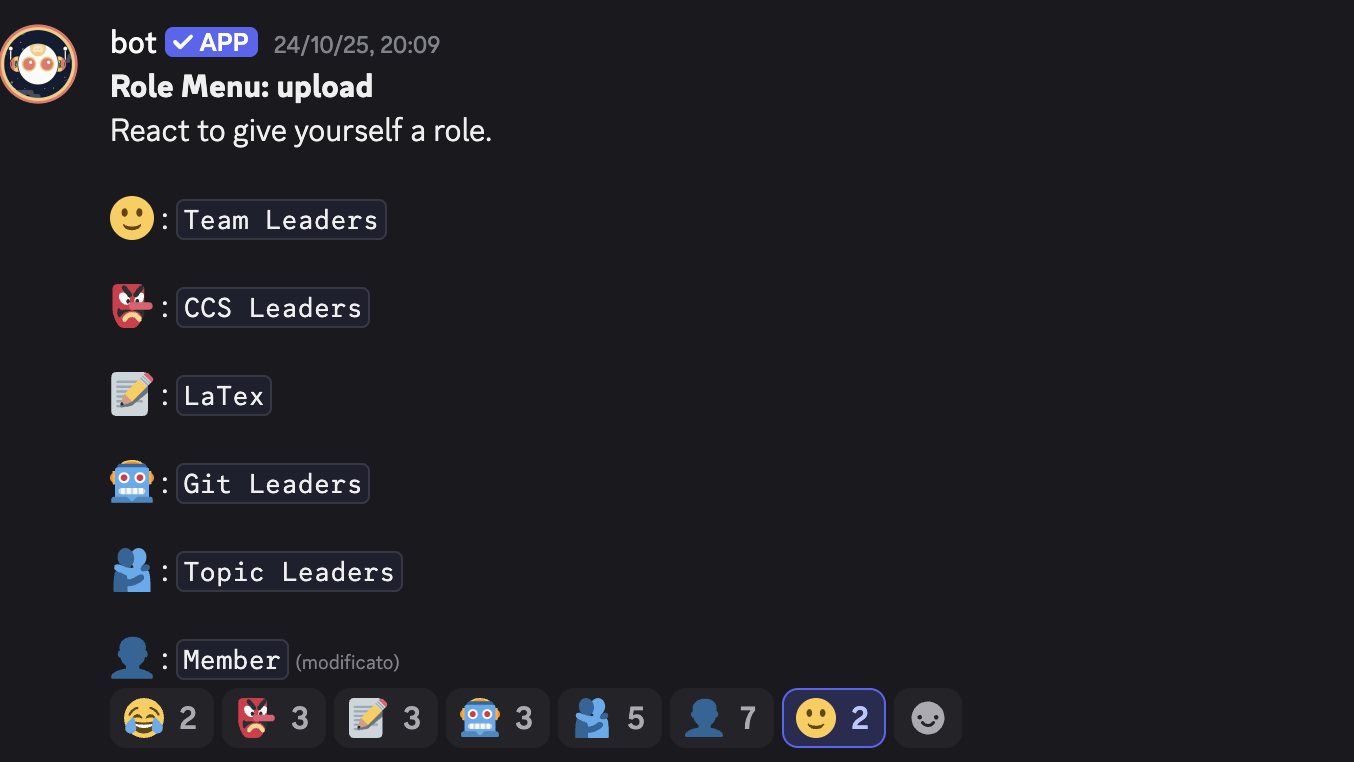 bot ✓ APP 24/10/25, 20:09
Role Menu: upload
React to give yourself a role.
🙂 : Team Leaders
👺 : CCS Leaders
📝 : LaTex
🤖 : Git Leaders
🫂 : Topic Leaders
👤 : Member (modificato)
😂 2 👺 3 📝 3 🤖 3 🫂 5 👤 7 🙂 2